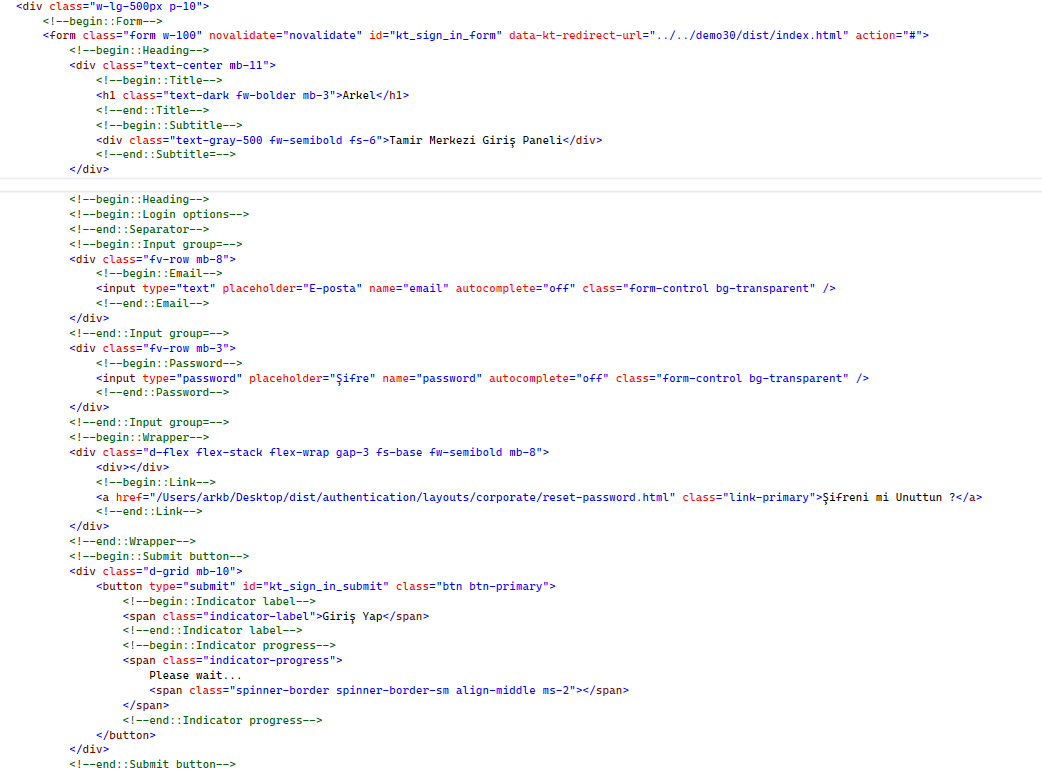 <div class="w-lg-500px p-10">
<!--begin::Form-->
<form class="form w-100" novalidate="novalidate" id="kt_sign_in_form" data-kt-redirect-url="../../demo30/dist/index.html" action="#">
<!--begin::Heading-->
<div class="text-center mb-11">
<!--begin::Title-->
<h1 class="text-dark fw-bolder mb-3">Arkel</h1>
<!--end::Title-->
<!--begin::Subtitle-->
<div class="text-gray-500 fw-semibold fs-6">Tamir Merkezi Giriş Paneli</div>
<!--end::Subtitle=-->
</div>
<!--begin::Heading-->
<!--begin::Login options-->
<!--end::Separator-->
<!--begin::Input group=-->
<div class="fv-row mb-8">
<!--begin::Email-->
<input type="text" placeholder="E-posta" name="email" autocomplete="off" class="form-control bg-transparent" />
<!--end::Email-->
</div>
<!--end::Input group=-->
<div class="fv-row mb-3">
<!--begin::Password-->
<input type="password" placeholder="Şifre" name="password" autocomplete="off" class="form-control bg-transparent" />
<!--end::Password-->
</div>
<!--end::Input group=-->
<!--begin::Wrapper-->
<div class="d-flex flex-stack flex-wrap gap-3 fs-base fw-semibold mb-8">
<div></div>
<!--begin::Link-->
<a href="/Users/arkb/Desktop/dist/authentication/layouts/corporate/reset-password.html" class="link-primary">Şifreni mi Unuttun ?</a>
<!--end::Link-->
</div>
<!--end::Wrapper-->
<!--begin::Submit button-->
<div class="d-grid mb-10">
<button type="submit" id="kt_sign_in_submit" class="btn btn-primary">
<!--begin::Indicator label-->
<span class="indicator-label">Giriş Yap</span>
<!--end::Indicator label-->
<!--begin::Indicator progress-->
<span class="indicator-progress">
Please wait...
<span class="spinner-border spinner-border-sm align-middle ms-2"></span>
</span>
<!--end::Indicator progress-->
</button>
</div>
<!--end::Submit button-->